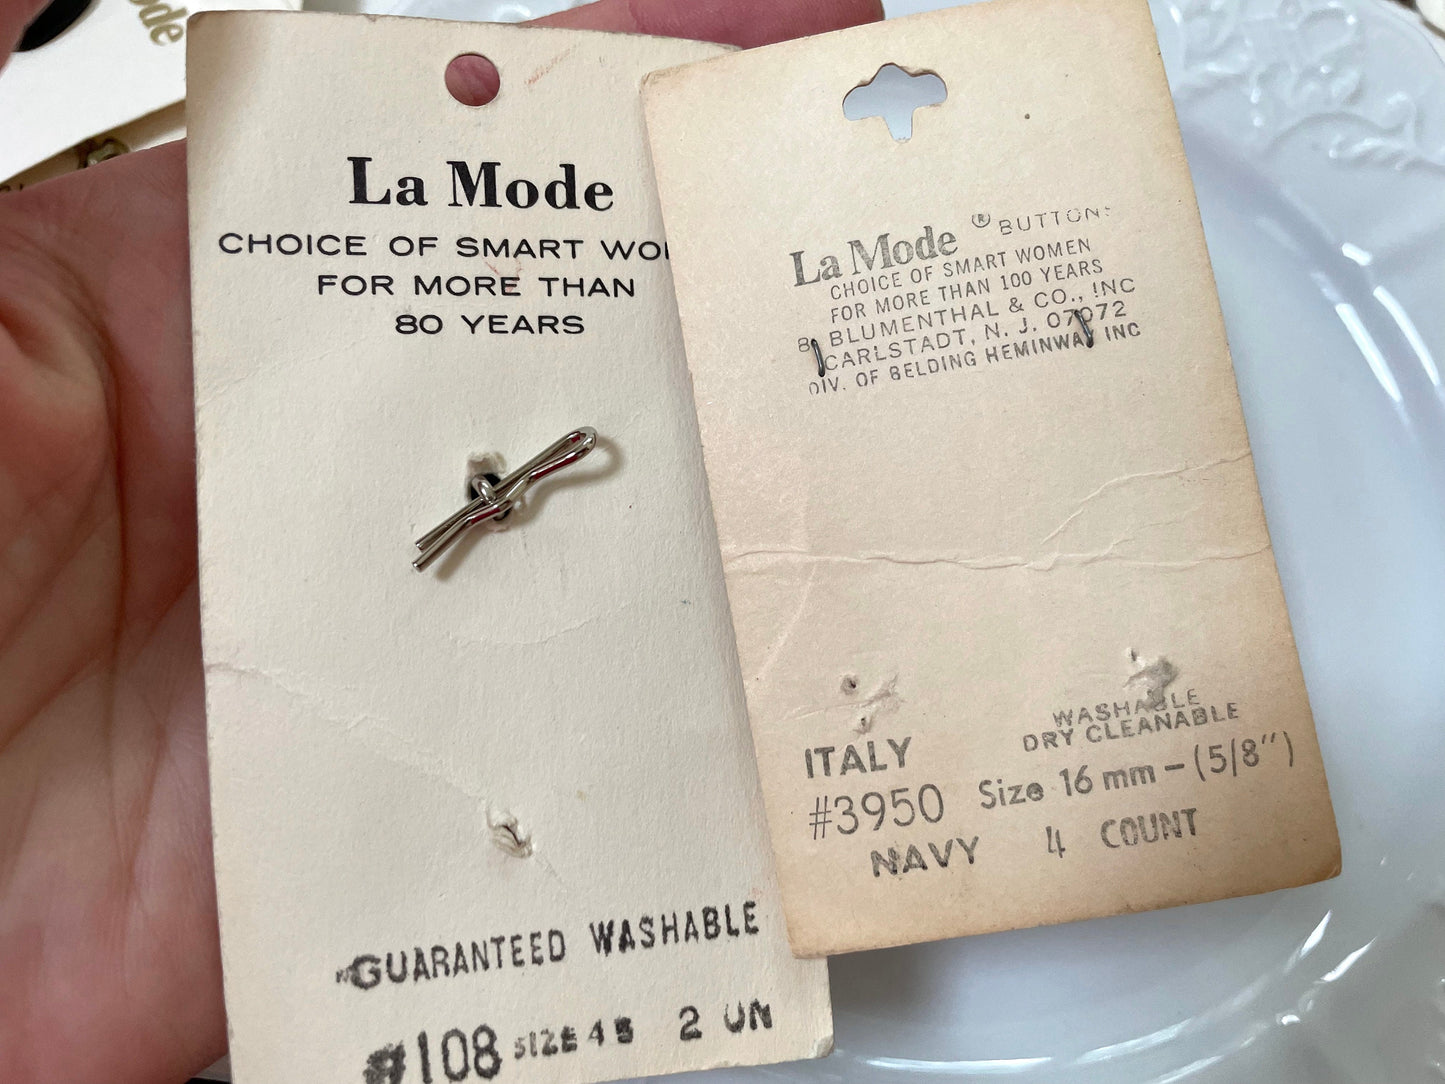 ode
La Mode
CHOICE OF SMART WO
FOR MORE THAN
80 YEARS
GUARANTEED WASHABLE
#108 SIZE 45 2 UN
La Mode ® BUTTONS
CHOICE OF SMART WOMEN
FOR MORE THAN 100 YEARS
B. BLUMENTHAL & CO., INC
CARLSTADT, N. J. 07072
DIV. OF BELDING HEMINWAY INC
WASHABLE
DRY CLEANABLE
ITALY
#3950 Size 16 mm - (5/8")
NAVY 4 COUNT